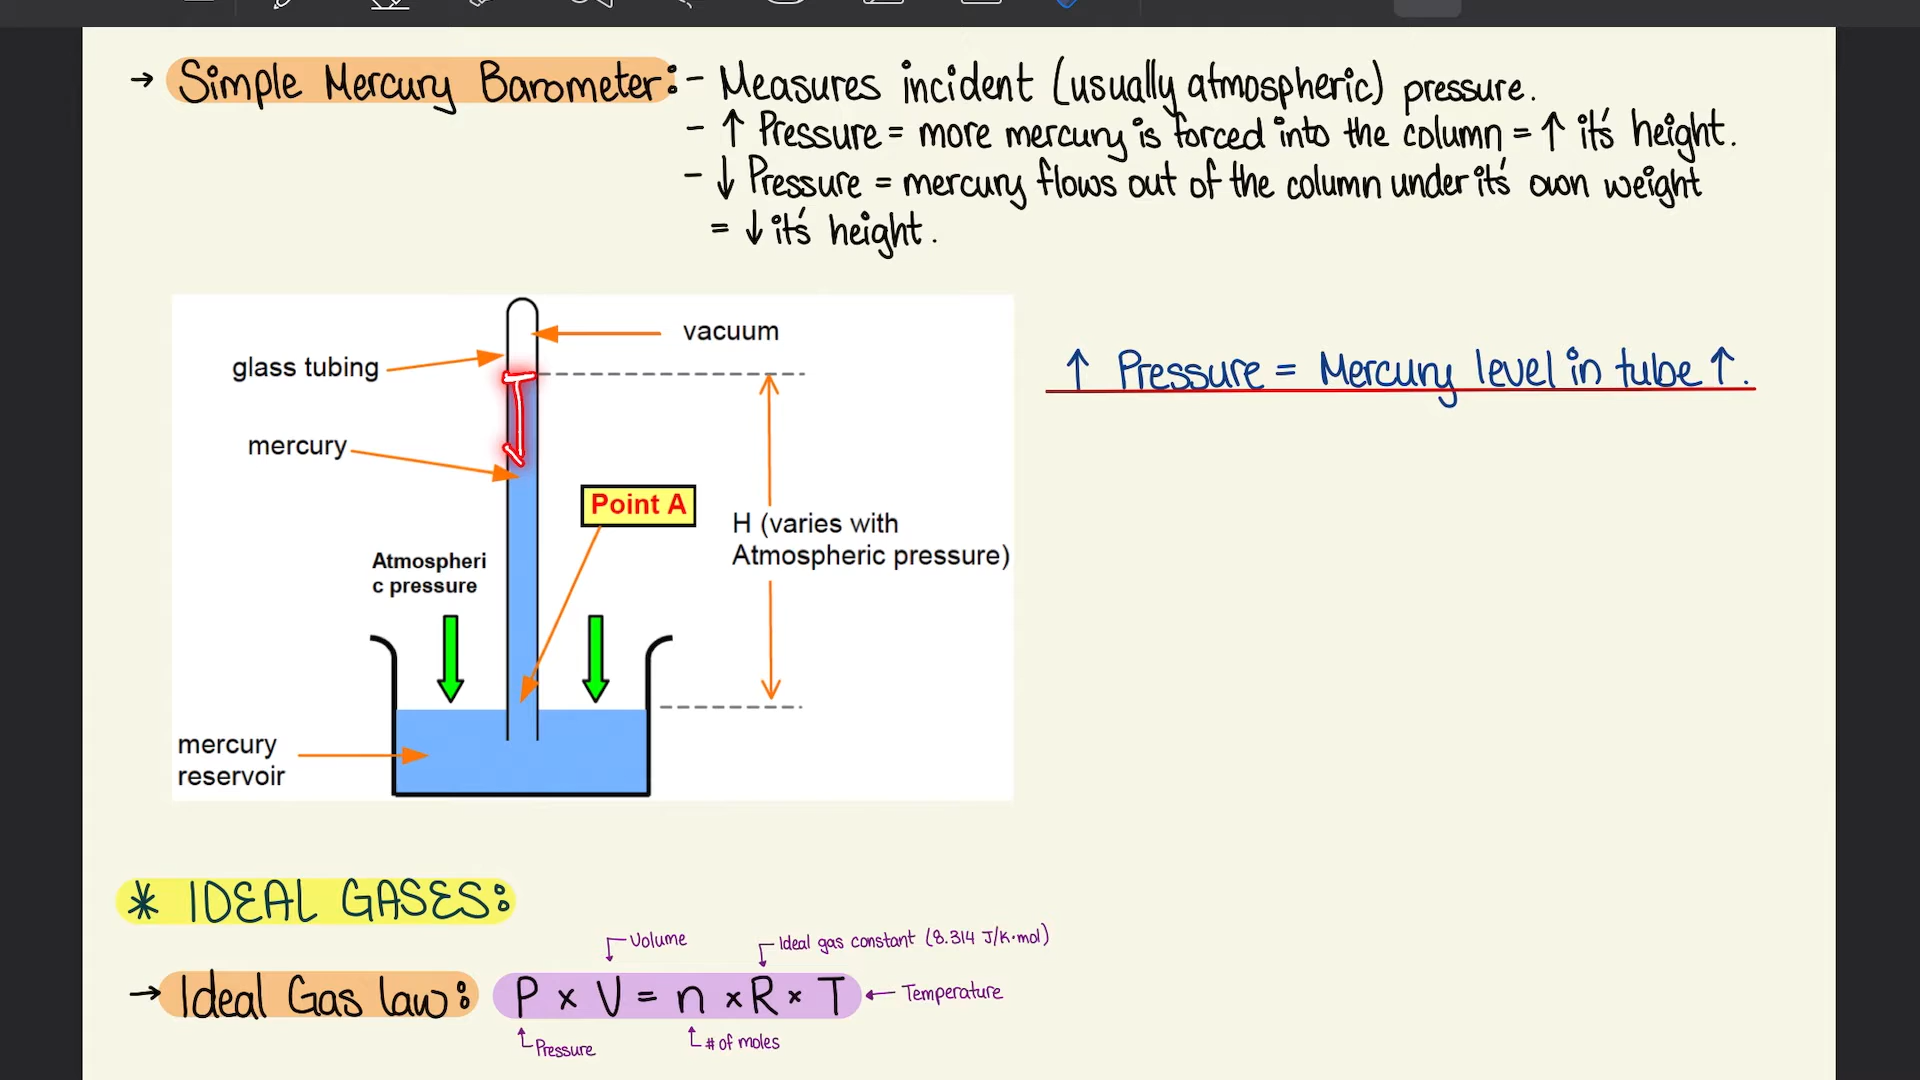 → Simple Mercury Barometer: - Measures incident (usually atmospheric) pressure.
- ↑ Pressure = more mercury is forced into the column = ↑ it's height.
- ↓ Pressure = mercury flows out of the column under it's own weight
= ↓ it's height.
vacuum
glass tubing
↑ Pressure = Mercury level in tube ↑.
mercury
Point A
H (varies with
Atmospheric pressure)
Atmospheri
c pressure
mercury
reservoir
* IDEAL GASES:
Volume
Ideal gas constant (8.314 J/K·mol)
→ Ideal Gas law: P x V = n x R x T ← Temperature
Pressure
# of moles